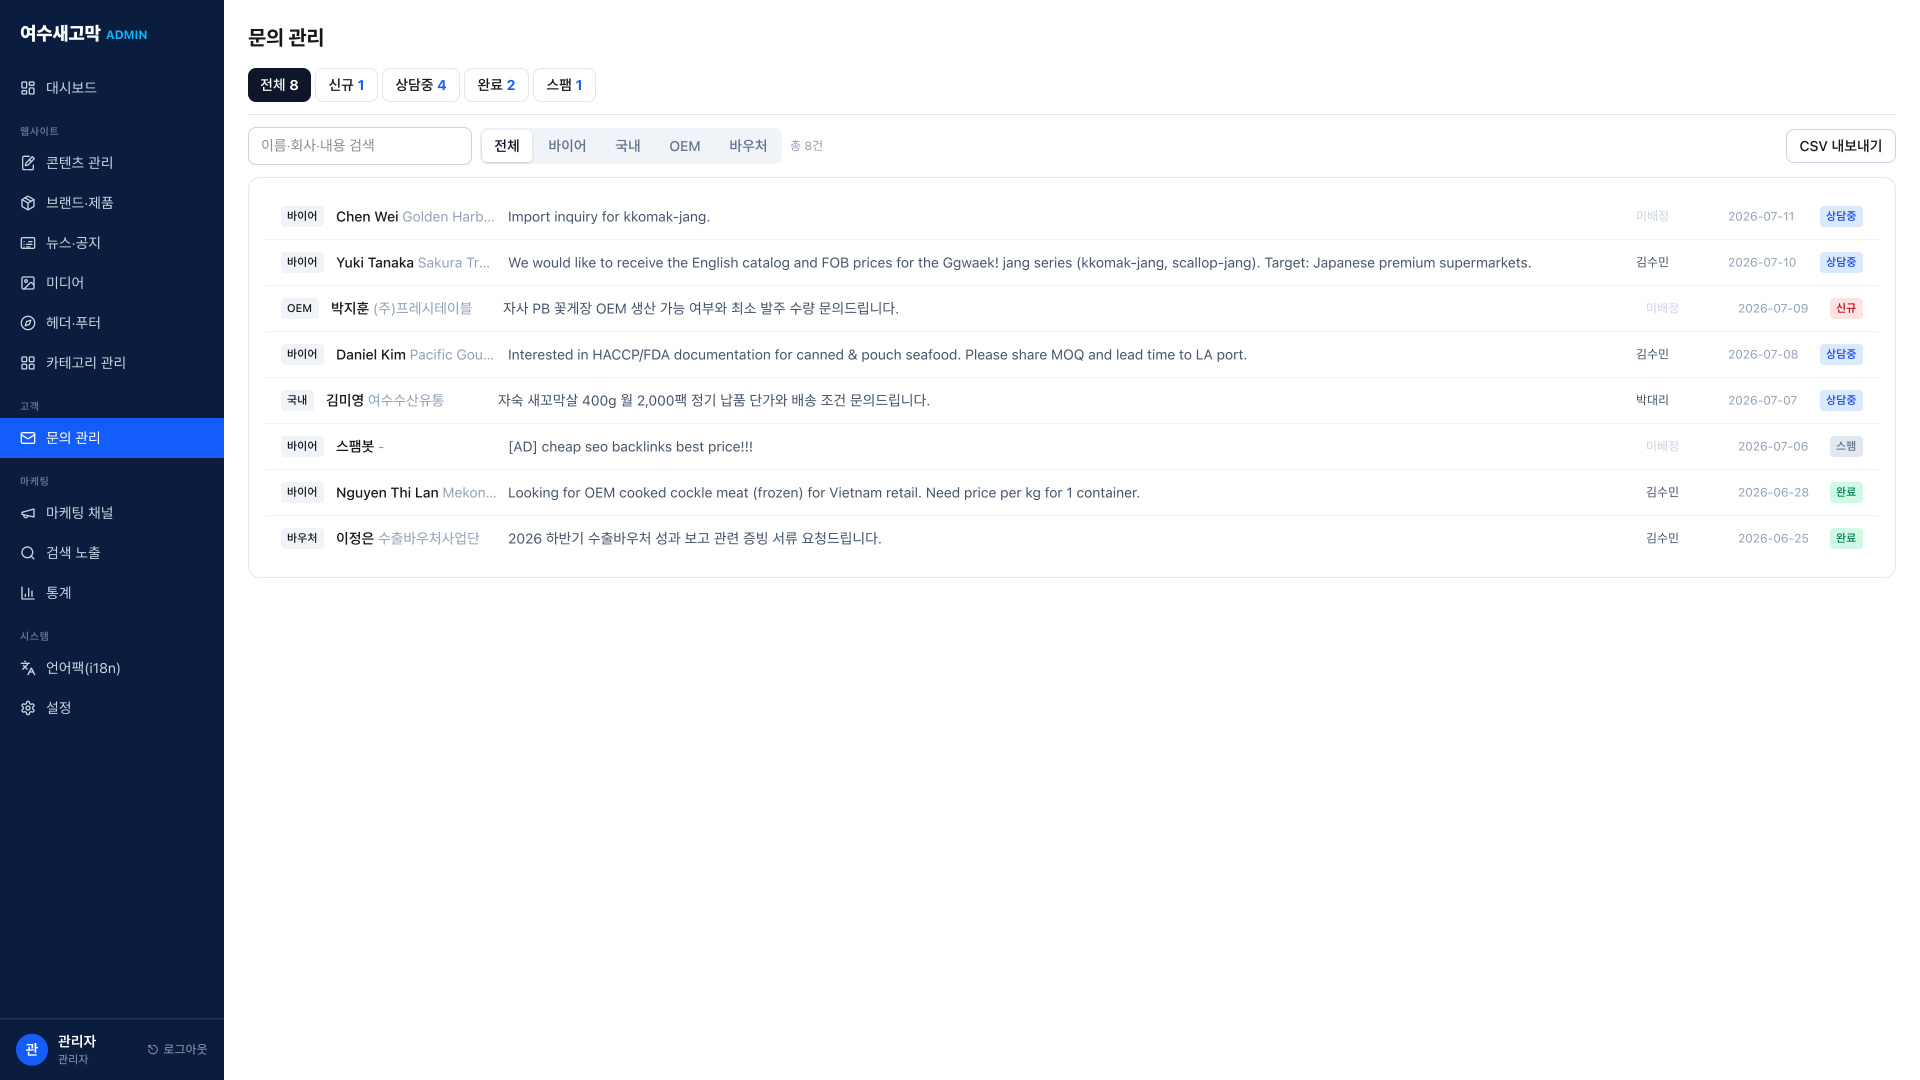 여수새고막 ADMIN
대시보드
웹사이트
콘텐츠 관리
브랜드·제품
뉴스·공지
미디어
헤더·푸터
카테고리 관리
고객
문의 관리
마케팅
마케팅 채널
검색 노출
통계
시스템
언어팩(i18n)
설정
관
관리자
관리자
로그아웃
문의 관리
전체 8
신규 1
상담중 4
완료 2
스팸 1
이름·회사·내용 검색
전체
바이어
국내
OEM
바우처
총 8건
CSV 내보내기
바이어 Chen Wei Golden Harb... Import inquiry for kkomak-jang. 미배정 2026-07-11 상담중
바이어 Yuki Tanaka Sakura Tr... We would like to receive the English catalog and FOB prices for the Ggwaek! jang series (kkomak-jang, scallop-jang). Target: Japanese premium supermarkets. 김수민 2026-07-10 상담중
OEM 박지훈 (주)프레시테이블 자사 PB 꽃게장 OEM 생산 가능 여부와 최소 발주 수량 문의드립니다. 미배정 2026-07-09 신규
바이어 Daniel Kim Pacific Gou... Interested in HACCP/FDA documentation for canned & pouch seafood. Please share MOQ and lead time to LA port. 김수민 2026-07-08 상담중
국내 김미영 여수수산유통 자숙 새꼬막살 400g 월 2,000팩 정기 납품 단가와 배송 조건 문의드립니다. 박대리 2026-07-07 상담중
바이어 스팸봇 - [AD] cheap seo backlinks best price!!! 미배정 2026-07-06 스팸
바이어 Nguyen Thi Lan Mekon... Looking for OEM cooked cockle meat (frozen) for Vietnam retail. Need price per kg for 1 container. 김수민 2026-06-28 완료
바우처 이정은 수출바우처사업단 2026 하반기 수출바우처 성과 보고 관련 증빙 서류 요청드립니다. 김수민 2026-06-25 완료